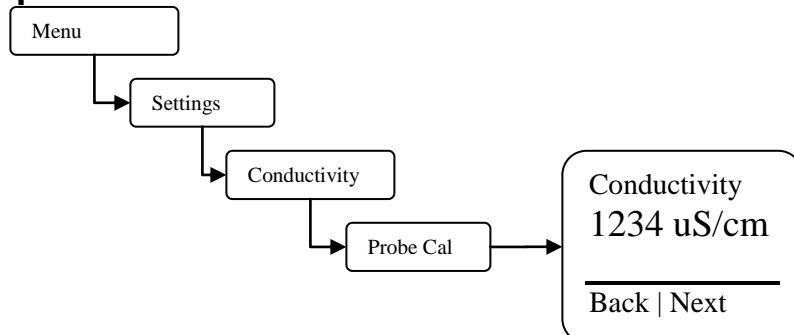 Menu
Settings
Conductivity
Probe Cal
Conductivity
1234 uS/cm
Back | Next